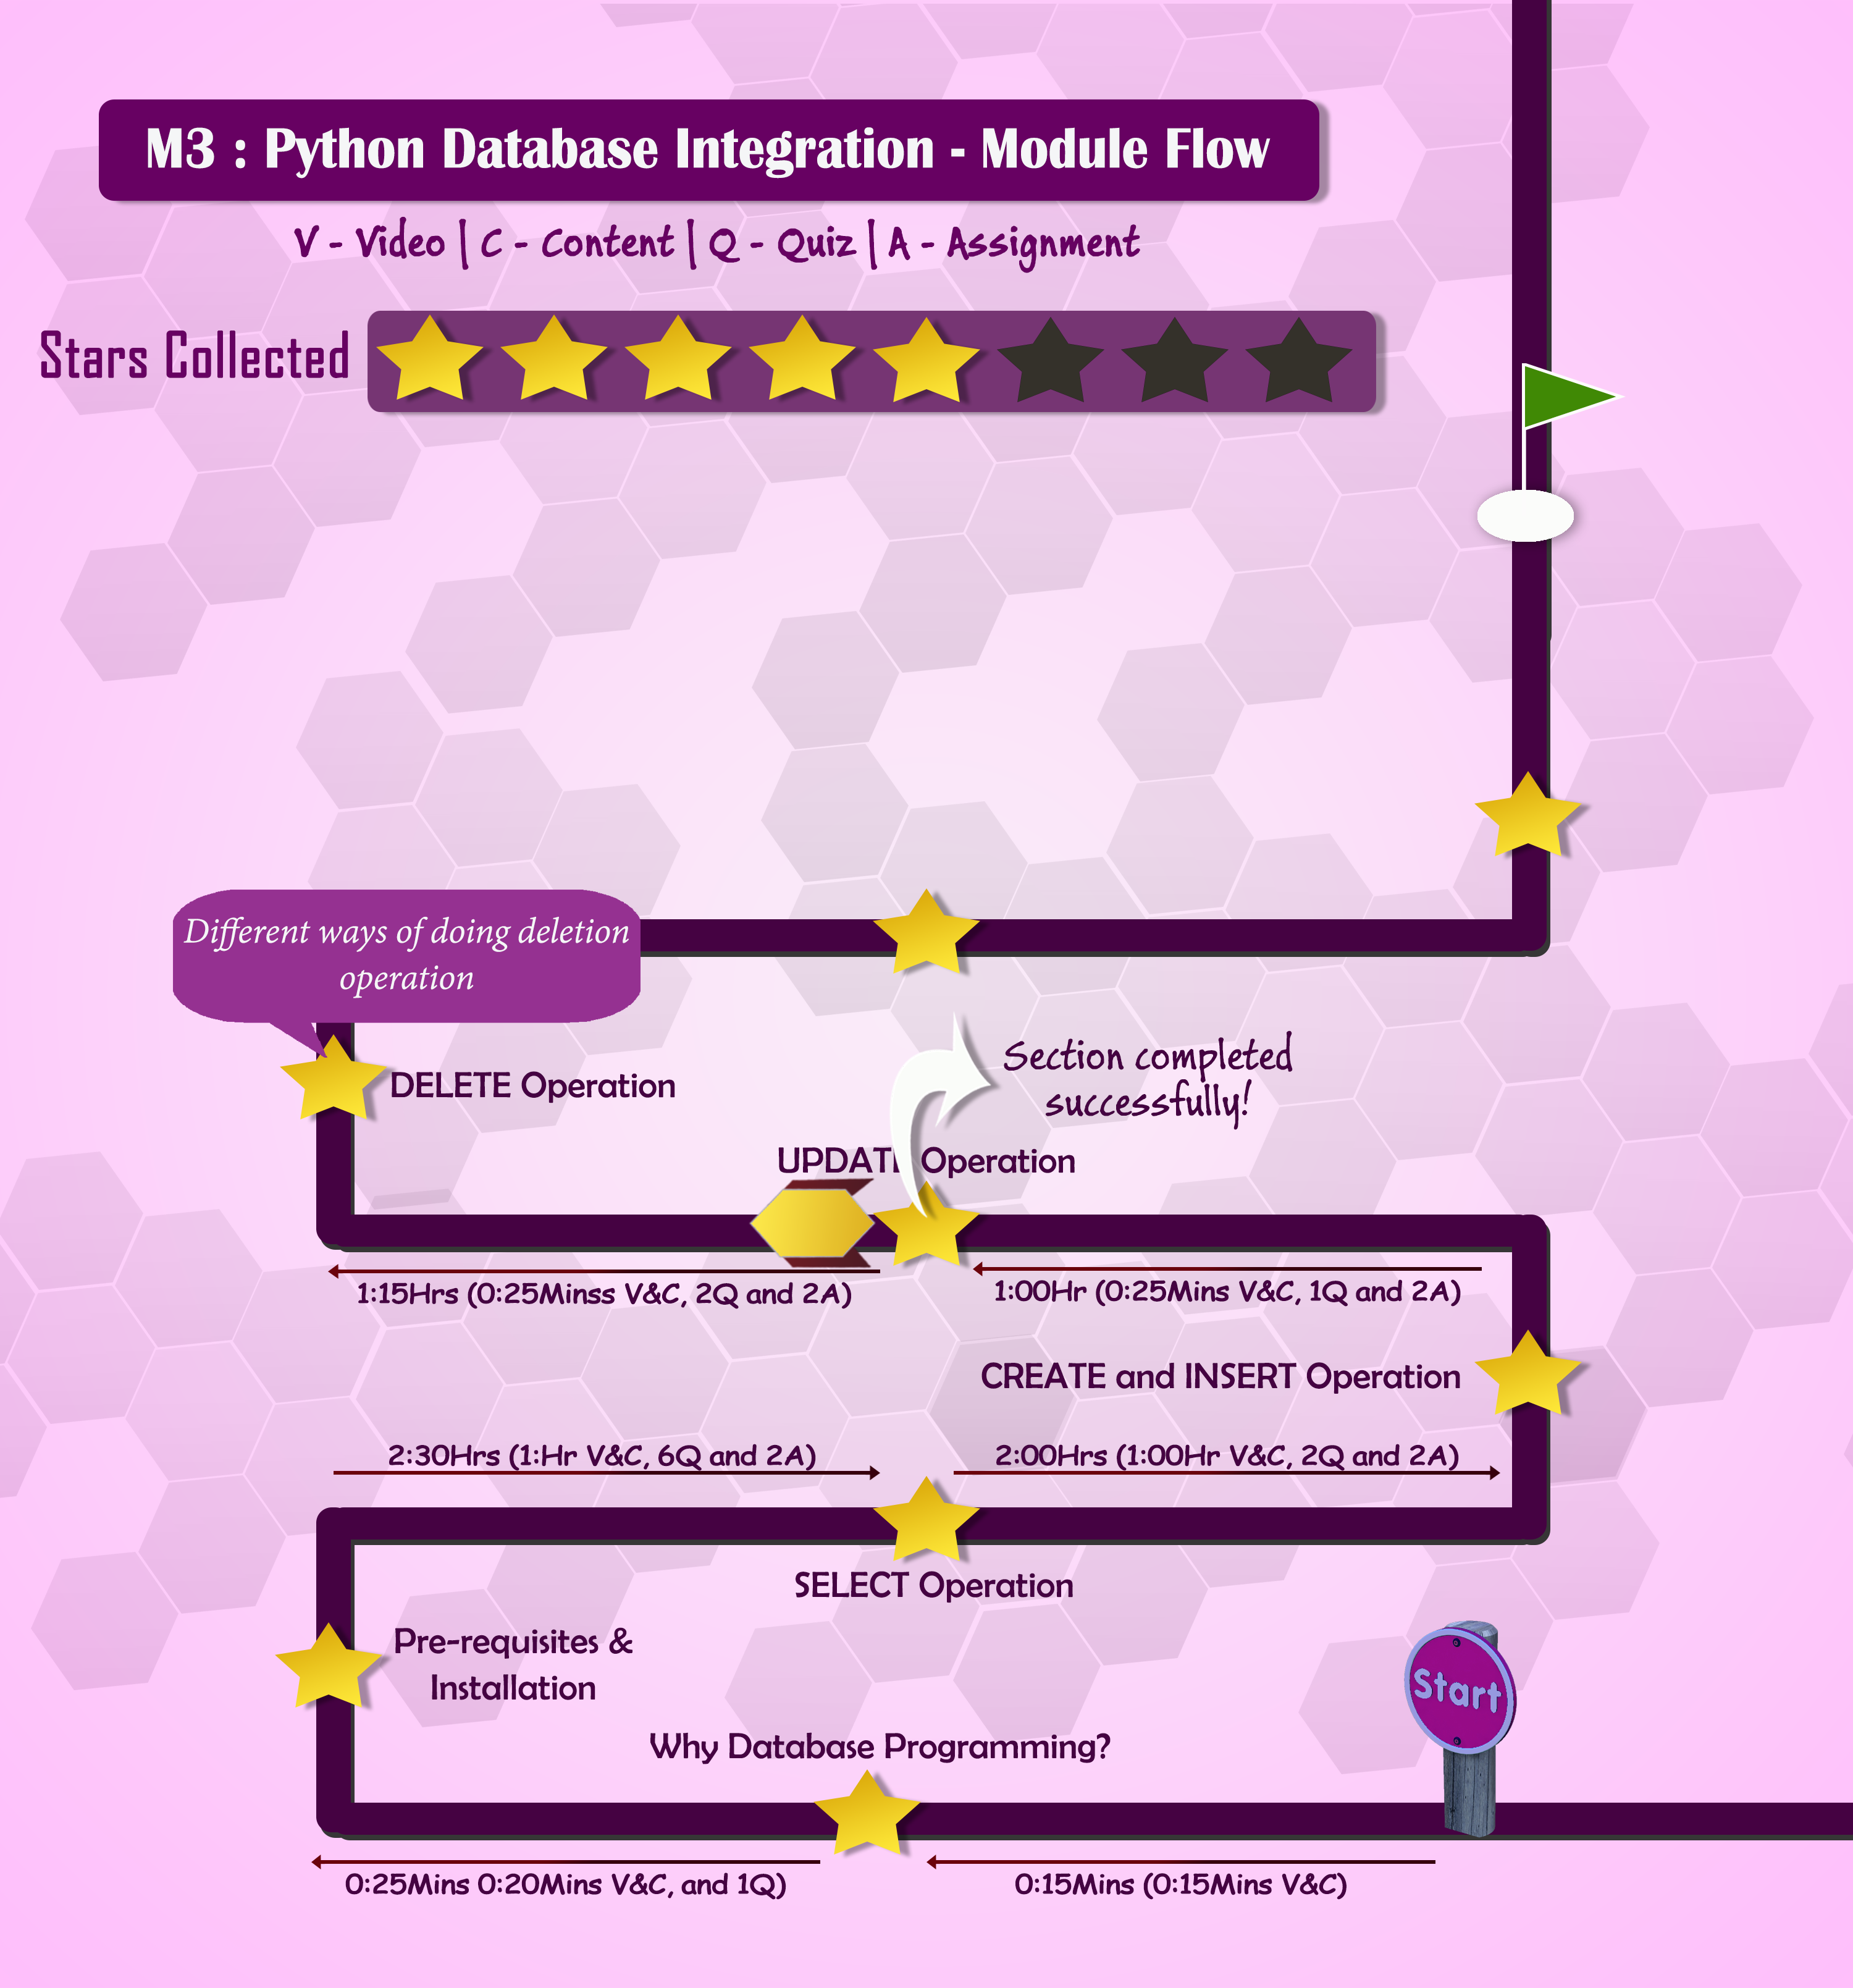 M3 : Python Database Integration - Module Flow
V - Video | C - Content | Q - Quiz | A - Assignment
Stars Collected
Different ways of doing deletion
operation
DELETE Operation
Section completed
successfully!
UPDATE Operation
1:15Hrs (0:25Minss V&C, 2Q and 2A)
1:00Hr (0:25Mins V&C, 1Q and 2A)
CREATE and INSERT Operation
2:30Hrs (1:Hr V&C, 6Q and 2A)
2:00Hrs (1:00Hr V&C, 2Q and 2A)
SELECT Operation
Pre-requisites &
Installation
Start
Why Database Programming?
0:25Mins 0:20Mins V&C, and 1Q)
0:15Mins (0:15Mins V&C)